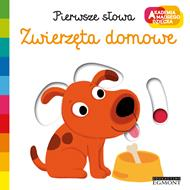 Pierwsze słowa
AKADEMIA
MĄDREGO
DZIECKA
Zwierzęta domowe
EGMONT